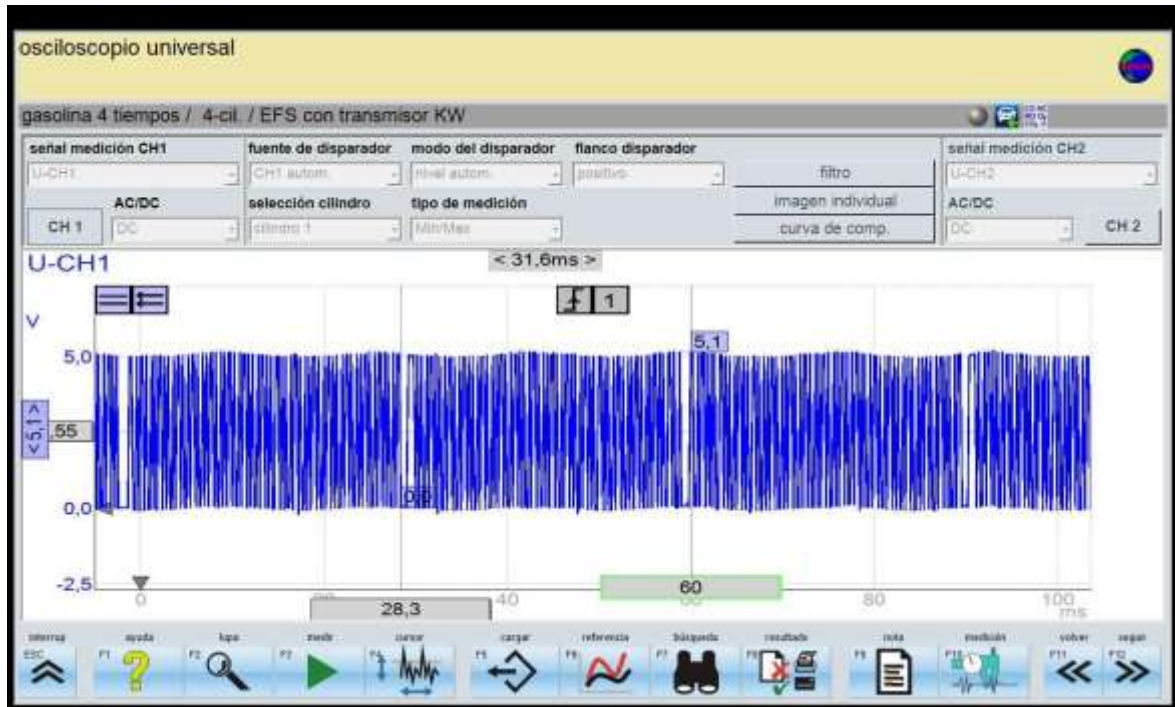 osciloscopio universal
gasolina 4 tiempos / 4-cil. / EFS con transmisor KW
señal medición CH1 fuente de disparador modo del disparador flanco disparador señal medición CH2
U-CH1 CH1 autom. nivel autom. positivo filtro U-CH2
AC/DC selección cilindro tipo de medición imagen individual AC/DC
CH 1 DC cilindro 1 Min/Max curva de comp. DC CH 2
U-CH1 < 31,6ms >
1
V
5,0 5,1
<5,1> ,55
0,0 0,0
-2,5 60
0 40 80 100
28,3 ms
interrup ayuda lupa medir cursor cargar referencia búsqueda resultado nota medición volver seguir
ESC F1 F2 F3 F4 F5 F6 F7 F8 F9 F10 F11 F12